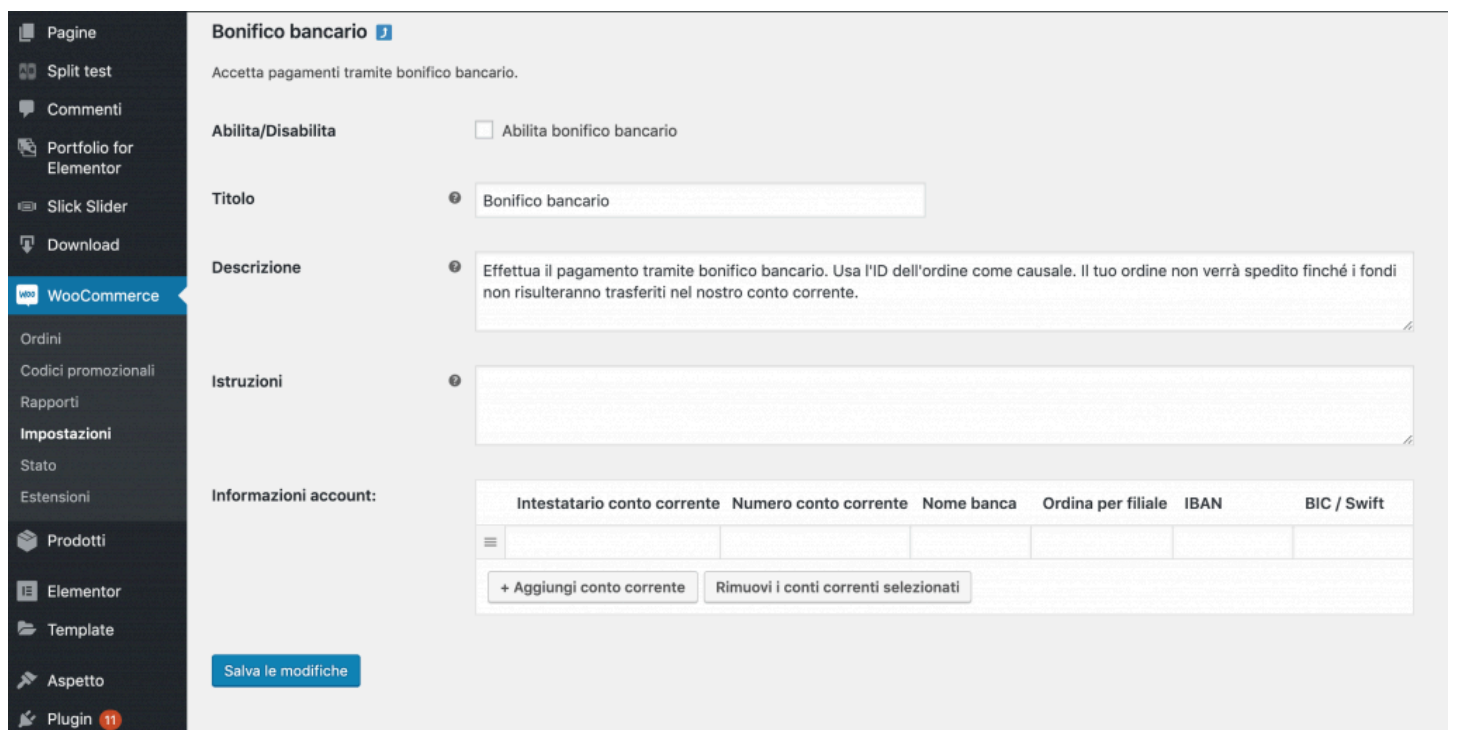 Pagine
Split test
Commenti
Portfolio for
Elementor
Slick Slider
Download
WooCommerce
Ordini
Codici promozionali
Rapporti
Impostazioni
Stato
Estensioni
Prodotti
Elementor
Template
Aspetto
Plugin 11
Bonifico bancario
Accetta pagamenti tramite bonifico bancario.
Abilita/Disabilita
Abilita bonifico bancario
Titolo
Bonifico bancario
Descrizione
Effettua il pagamento tramite bonifico bancario. Usa l'ID dell'ordine come causale. Il tuo ordine non verrà spedito finché i fondi
non risulteranno trasferiti nel nostro conto corrente.
Istruzioni
Informazioni account:
Intestatario conto corrente Numero conto corrente Nome banca Ordina per filiale IBAN BIC / Swift
+ Aggiungi conto corrente Rimuovi i conti correnti selezionati
Salva le modifiche